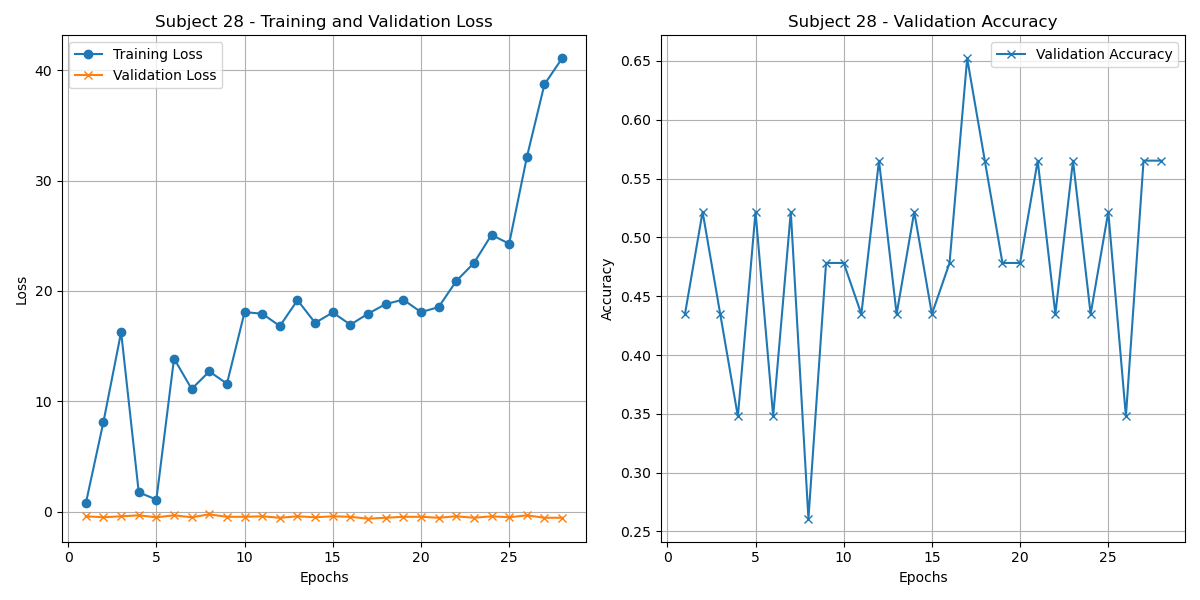 Subject 28 - Training and Validation Loss
Training Loss
Validation Loss
Loss
40
30
20
10
0
0 5 10 15 20 25
Epochs
Subject 28 - Validation Accuracy
Validation Accuracy
Accuracy
0.65
0.60
0.55
0.50
0.45
0.40
0.35
0.30
0.25
0 5 10 15 20 25
Epochs